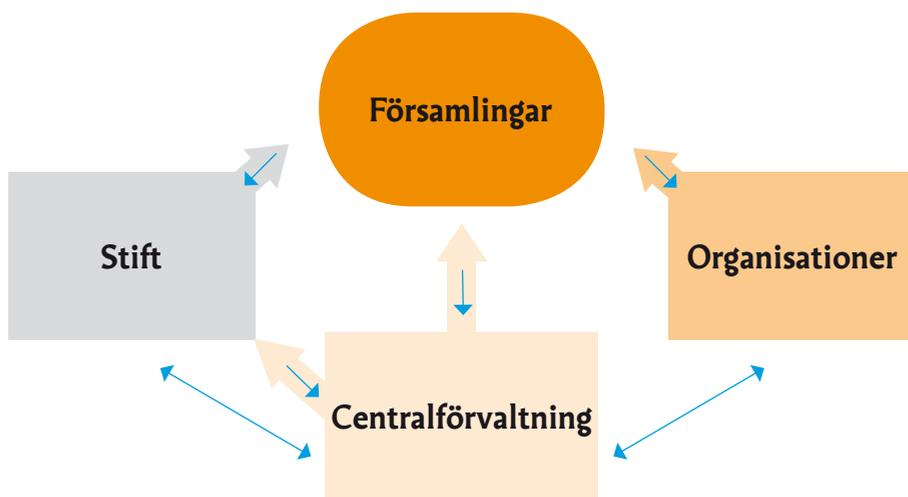 Församlingar
Stift
Organisationer
Centralförvaltning